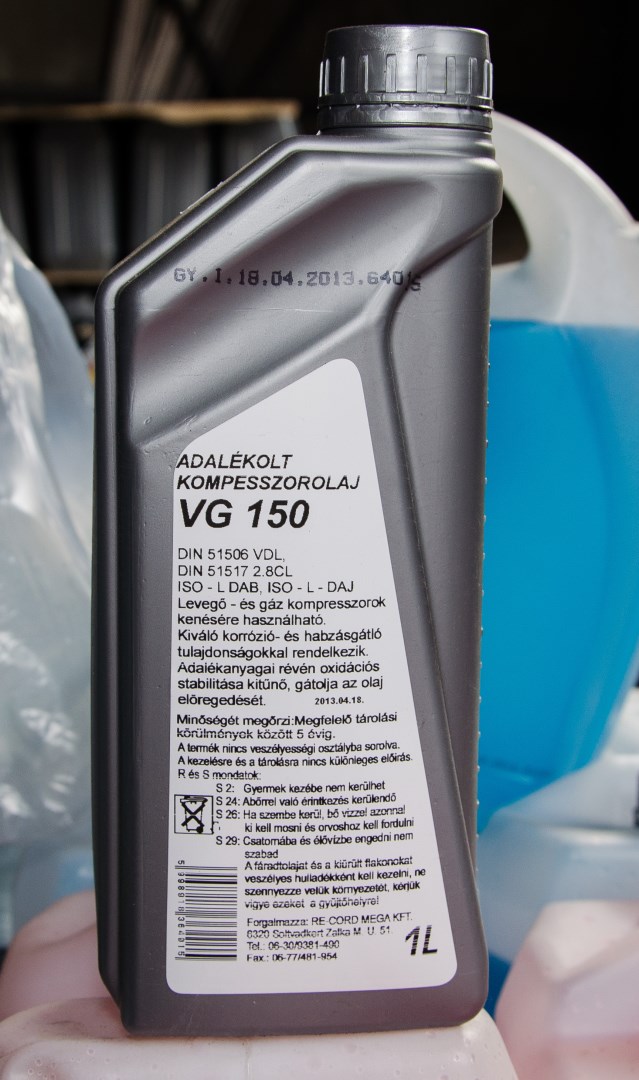 GY.I.18.04.2013.6401S
ADALÉKOLT
KOMPESSZOROLAJ
VG 150
DIN 51506 VDL,
DIN 51517 2.8CL
ISO - L DAB, ISO - L - DAJ
Levegő - és gáz kompresszorok
kenésére használható.
Kiváló korrózió- és habzásgátló
tulajdonságokkal rendelkezik.
Adalékanyagai révén oxidációs
stabilitása kitűnő, gátolja az olaj
elöregedését. 2013.04.18.
Minőségét megőrzi:Megfelelő tárolási
körülmények között 5 évig.
A termék nincs veszélyességi osztályba sorolva.
A kezelésre és a tárolásra nincs különleges előírás.
R és S mondatok:
S 2: Gyermek kezébe nem kerülhet
S 24: Abőrrel való érintkezés kerülendő
S 26: Ha szembe kerül, bő vízzel azonnal
ki kell mosni és orvoshoz kell fordulni
S 29: Csatornába és élővízbe engedni nem
szabad
A fáradtolajat és a kiürült flakonokat
veszélyes hulladékként kell kezelni, ne
szennyezze velük környezetét, kérjük
vigye ezeket a gyűjtőhelyre!
Forgalmazza: RE-CORD MEGA KFT.
6320 Soltvadkert Zalka M. U. 51.
Tel.: 06-30/9381-490
Fax.: 06-77/481-954
1L